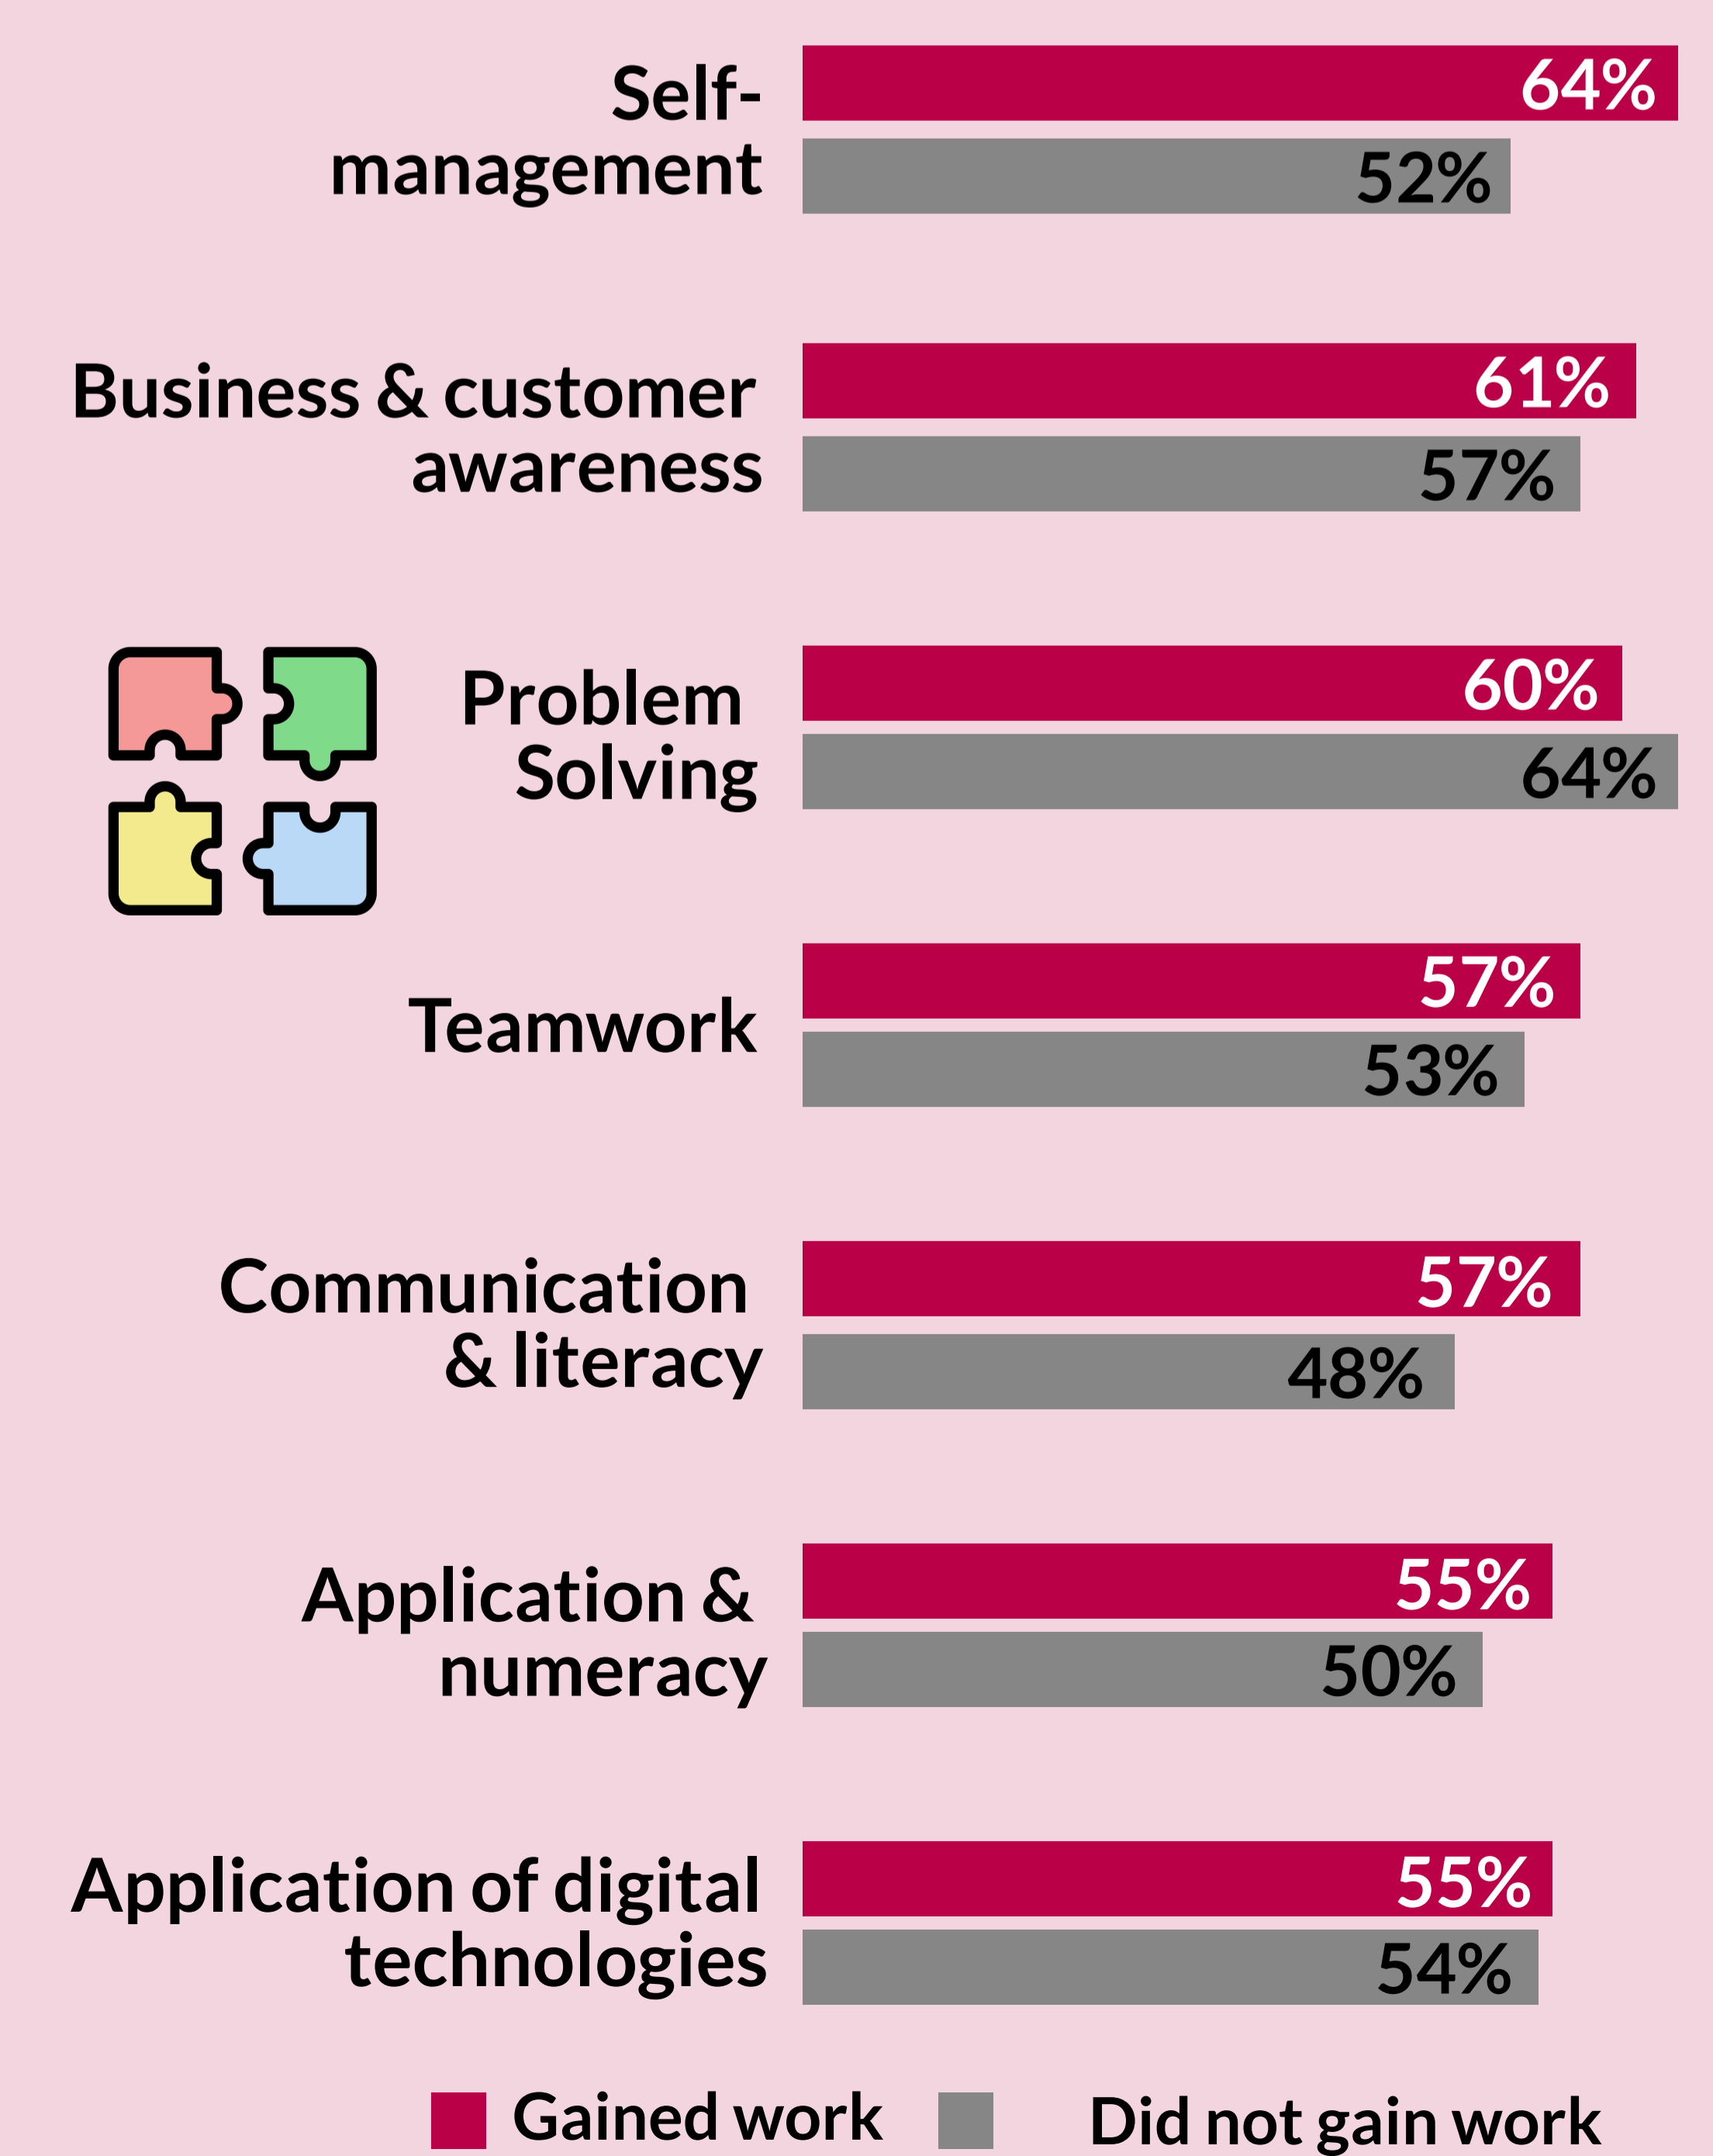 Self-
management
64%
52%
Business & customer
awareness
61%
57%
Problem
Solving
60%
64%
Teamwork
57%
53%
Communication
& literacy
57%
48%
Application &
numeracy
55%
50%
Application of digital
technologies
55%
54%
Gained work
Did not gain work